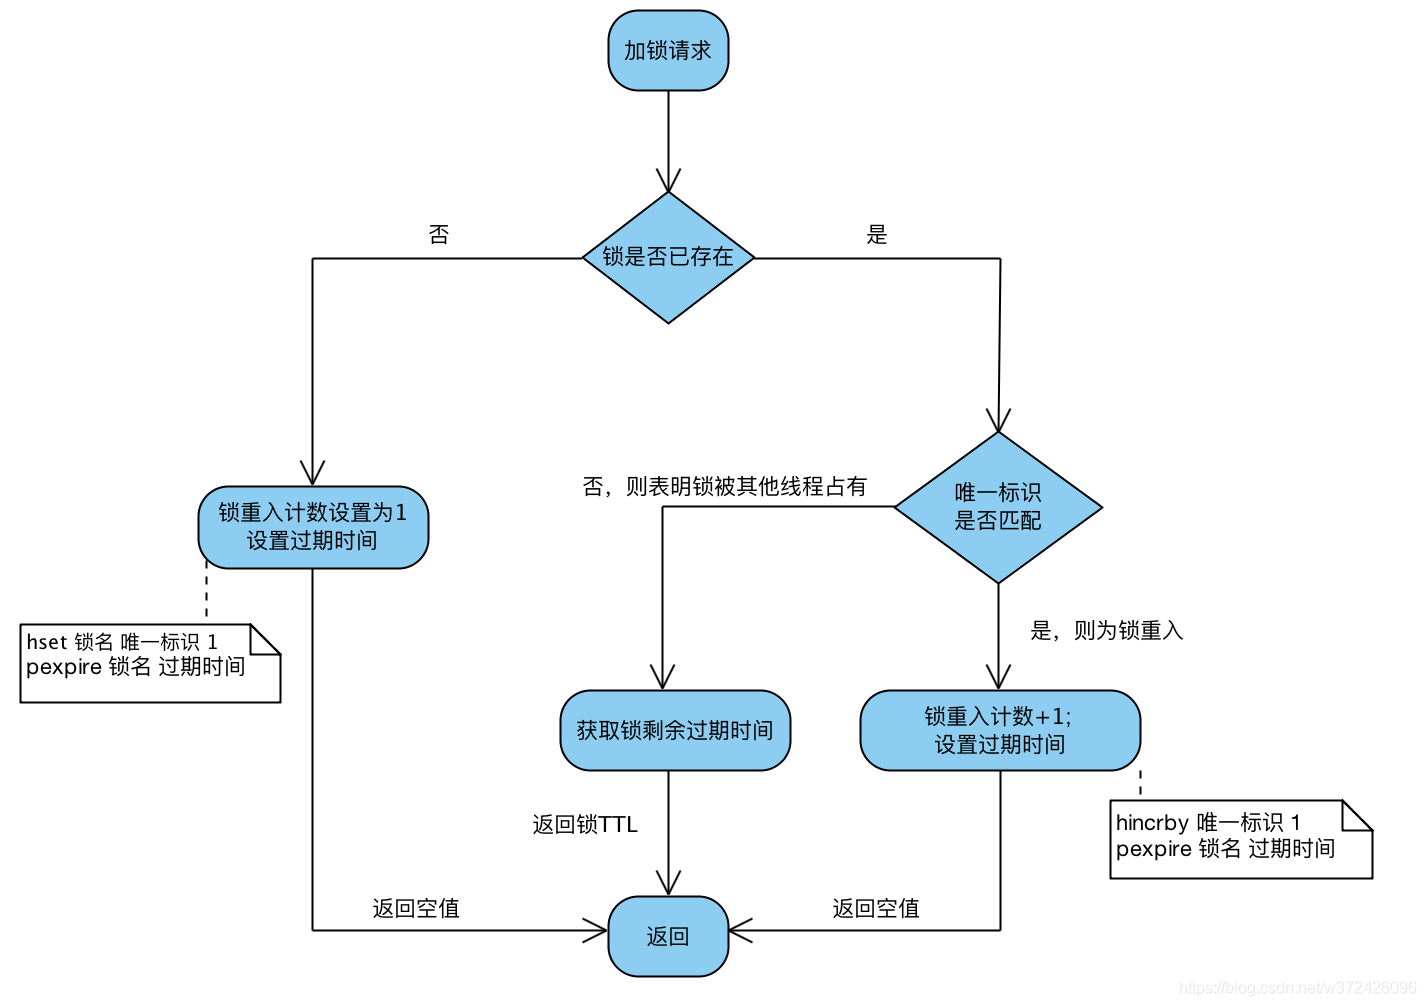 加锁请求
否
是
锁是否已存在
否，则表明锁被其他线程占有
唯一标识
是否匹配
锁重入计数设置为1
设置过期时间
是，则为锁重入
hset 锁名 唯一标识 1
pexpire 锁名 过期时间
获取锁剩余过期时间
锁重入计数+1;
设置过期时间
返回锁TTL
hincrby 唯一标识 1
pexpire 锁名 过期时间
返回空值
返回空值
返回
https://blog.csdn.net/w372426096